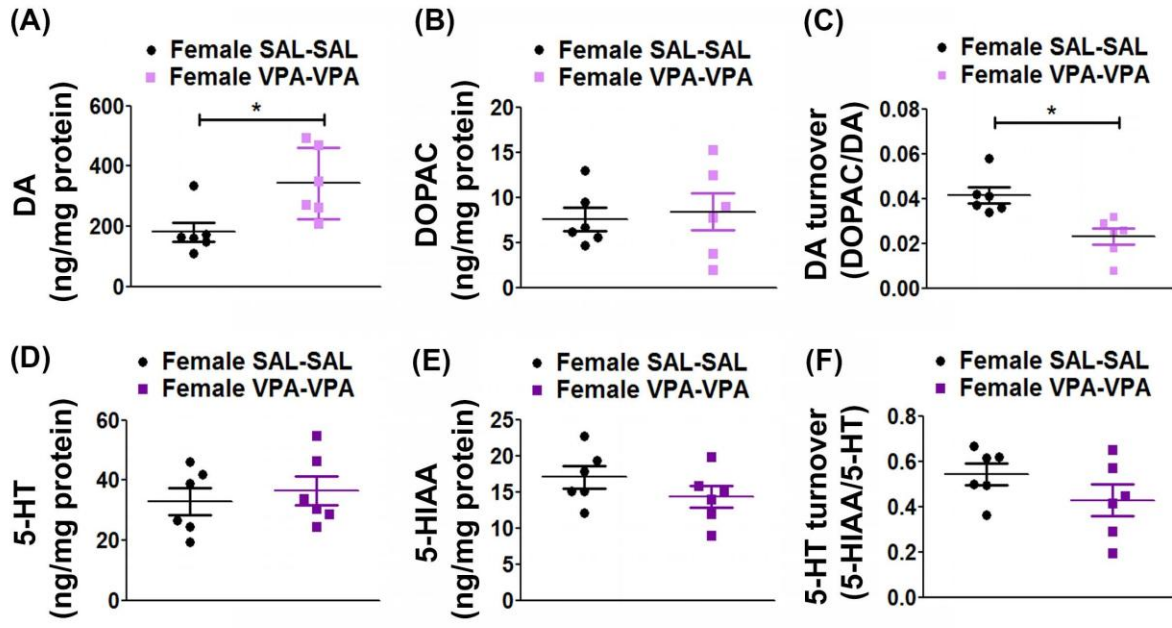 (A)
Female SAL-SAL
Female VPA-VPA
DA
(ng/mg protein)
600
400
200
0
*
(B)
Female SAL-SAL
Female VPA-VPA
DOPAC
(ng/mg protein)
20
15
10
5
0
(C)
Female SAL-SAL
Female VPA-VPA
DA turnover
(DOPAC/DA)
0.08
0.06
0.04
0.02
0.00
*
(D)
Female SAL-SAL
Female VPA-VPA
5-HT
(ng/mg protein)
60
40
20
0
(E)
Female SAL-SAL
Female VPA-VPA
5-HIAA
(ng/mg protein)
25
20
15
10
5
0
(F)
Female SAL-SAL
Female VPA-VPA
5-HT turnover
(5-HIAA/5-HT)
0.8
0.6
0.4
0.2
0.0